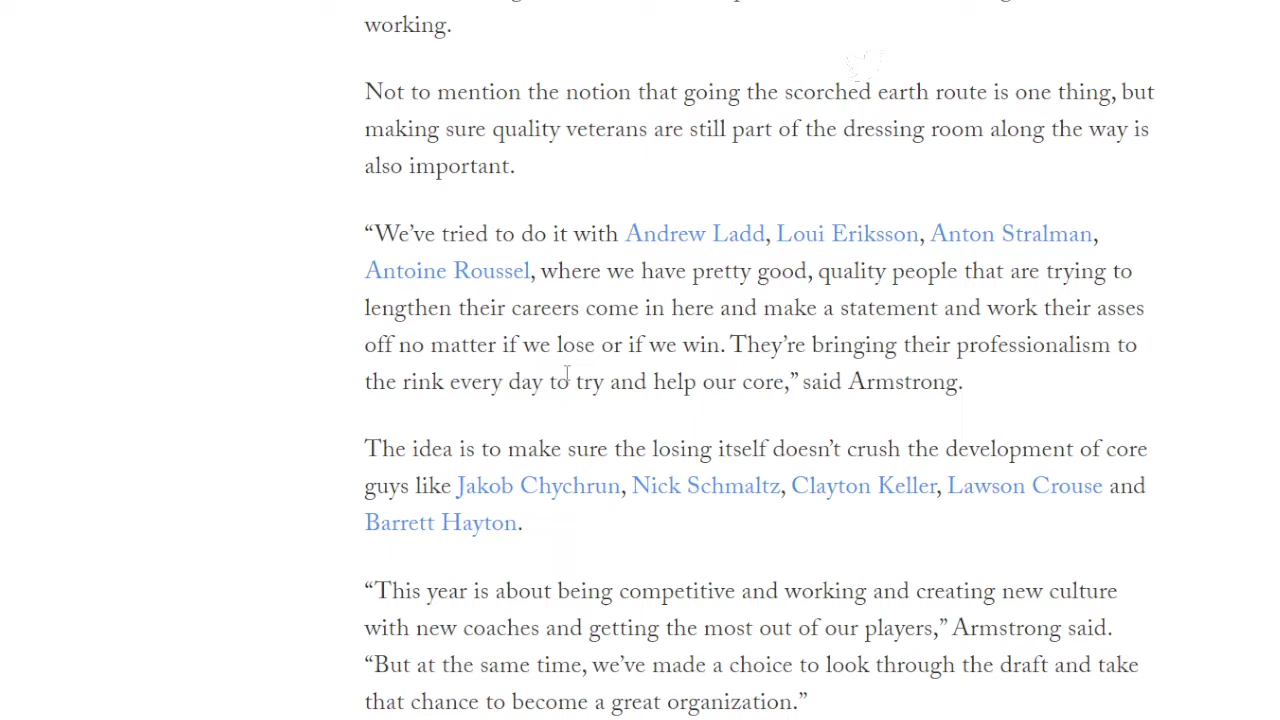 working.
Not to mention the notion that going the scorched earth route is one thing, but
making sure quality veterans are still part of the dressing room along the way is
also important.
“We’ve tried to do it with Andrew Ladd, Loui Eriksson, Anton Stralman,
Antoine Roussel, where we have pretty good, quality people that are trying to
lengthen their careers come in here and make a statement and work their asses
off no matter if we lose or if we win. They’re bringing their professionalism to
the rink every day to try and help our core,” said Armstrong.
The idea is to make sure the losing itself doesn’t crush the development of core
guys like Jakob Chychrun, Nick Schmaltz, Clayton Keller, Lawson Crouse and
Barrett Hayton.
“This year is about being competitive and working and creating new culture
with new coaches and getting the most out of our players,” Armstrong said.
“But at the same time, we’ve made a choice to look through the draft and take
that chance to become a great organization.”